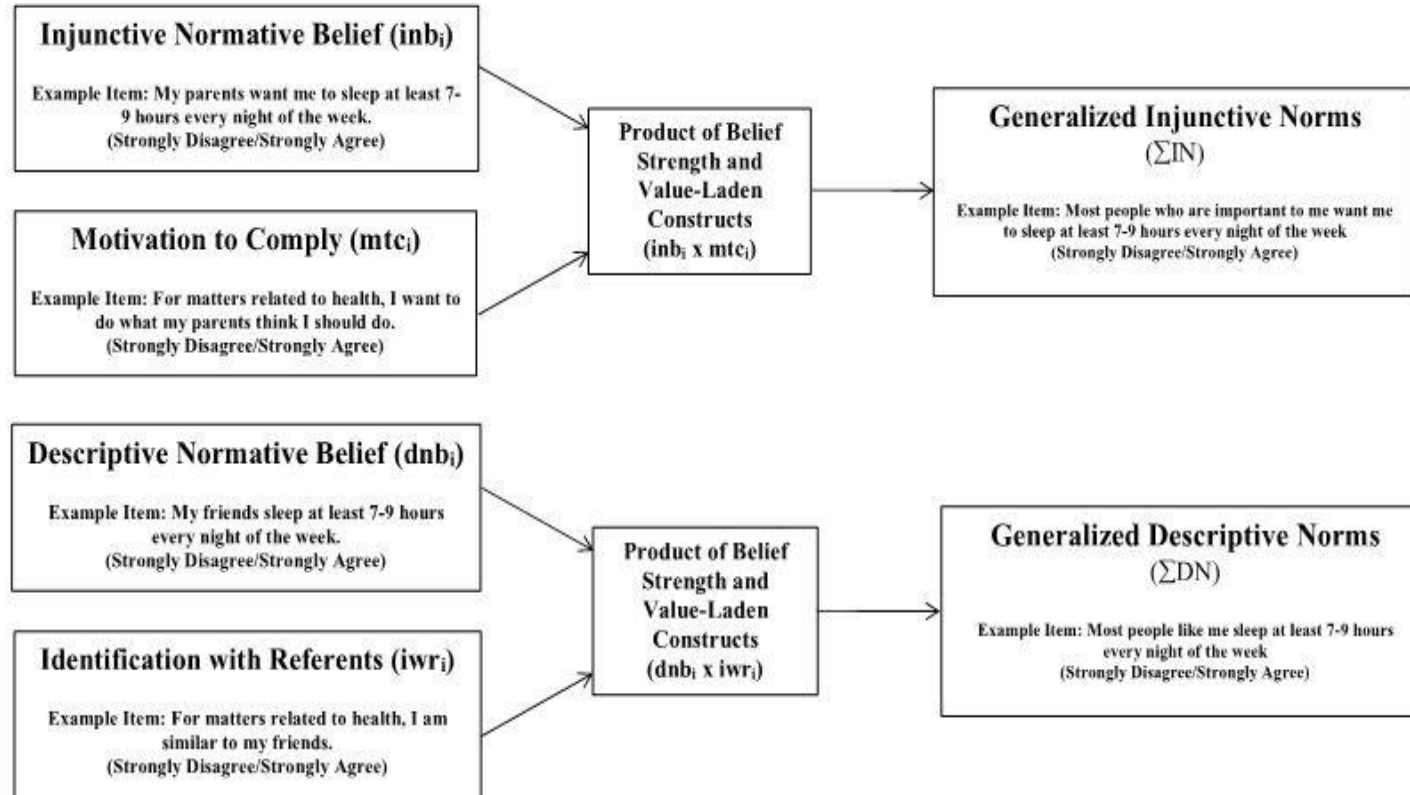 Injunctive Normative Belief (inbᵢ)
Example Item: My parents want me to sleep at least 7-
9 hours every night of the week.
(Strongly Disagree/Strongly Agree)
Motivation to Comply (mtcᵢ)
Example Item: For matters related to health, I want to
do what my parents think I should do.
(Strongly Disagree/Strongly Agree)
Product of Belief
Strength and
Value-Laden
Constructs
(inbᵢ x mtcᵢ)
Generalized Injunctive Norms
(∑IN)
Example Item: Most people who are important to me want me
to sleep at least 7-9 hours every night of the week
(Strongly Disagree/Strongly Agree)
Descriptive Normative Belief (dnbᵢ)
Example Item: My friends sleep at least 7-9 hours
every night of the week.
(Strongly Disagree/Strongly Agree)
Identification with Referents (iwrᵢ)
Example Item: For matters related to health, I am
similar to my friends.
(Strongly Disagree/Strongly Agree)
Product of Belief
Strength and
Value-Laden
Constructs
(dnbᵢ x iwrᵢ)
Generalized Descriptive Norms
(∑DN)
Example Item: Most people like me sleep at least 7-9 hours
every night of the week
(Strongly Disagree/Strongly Agree)